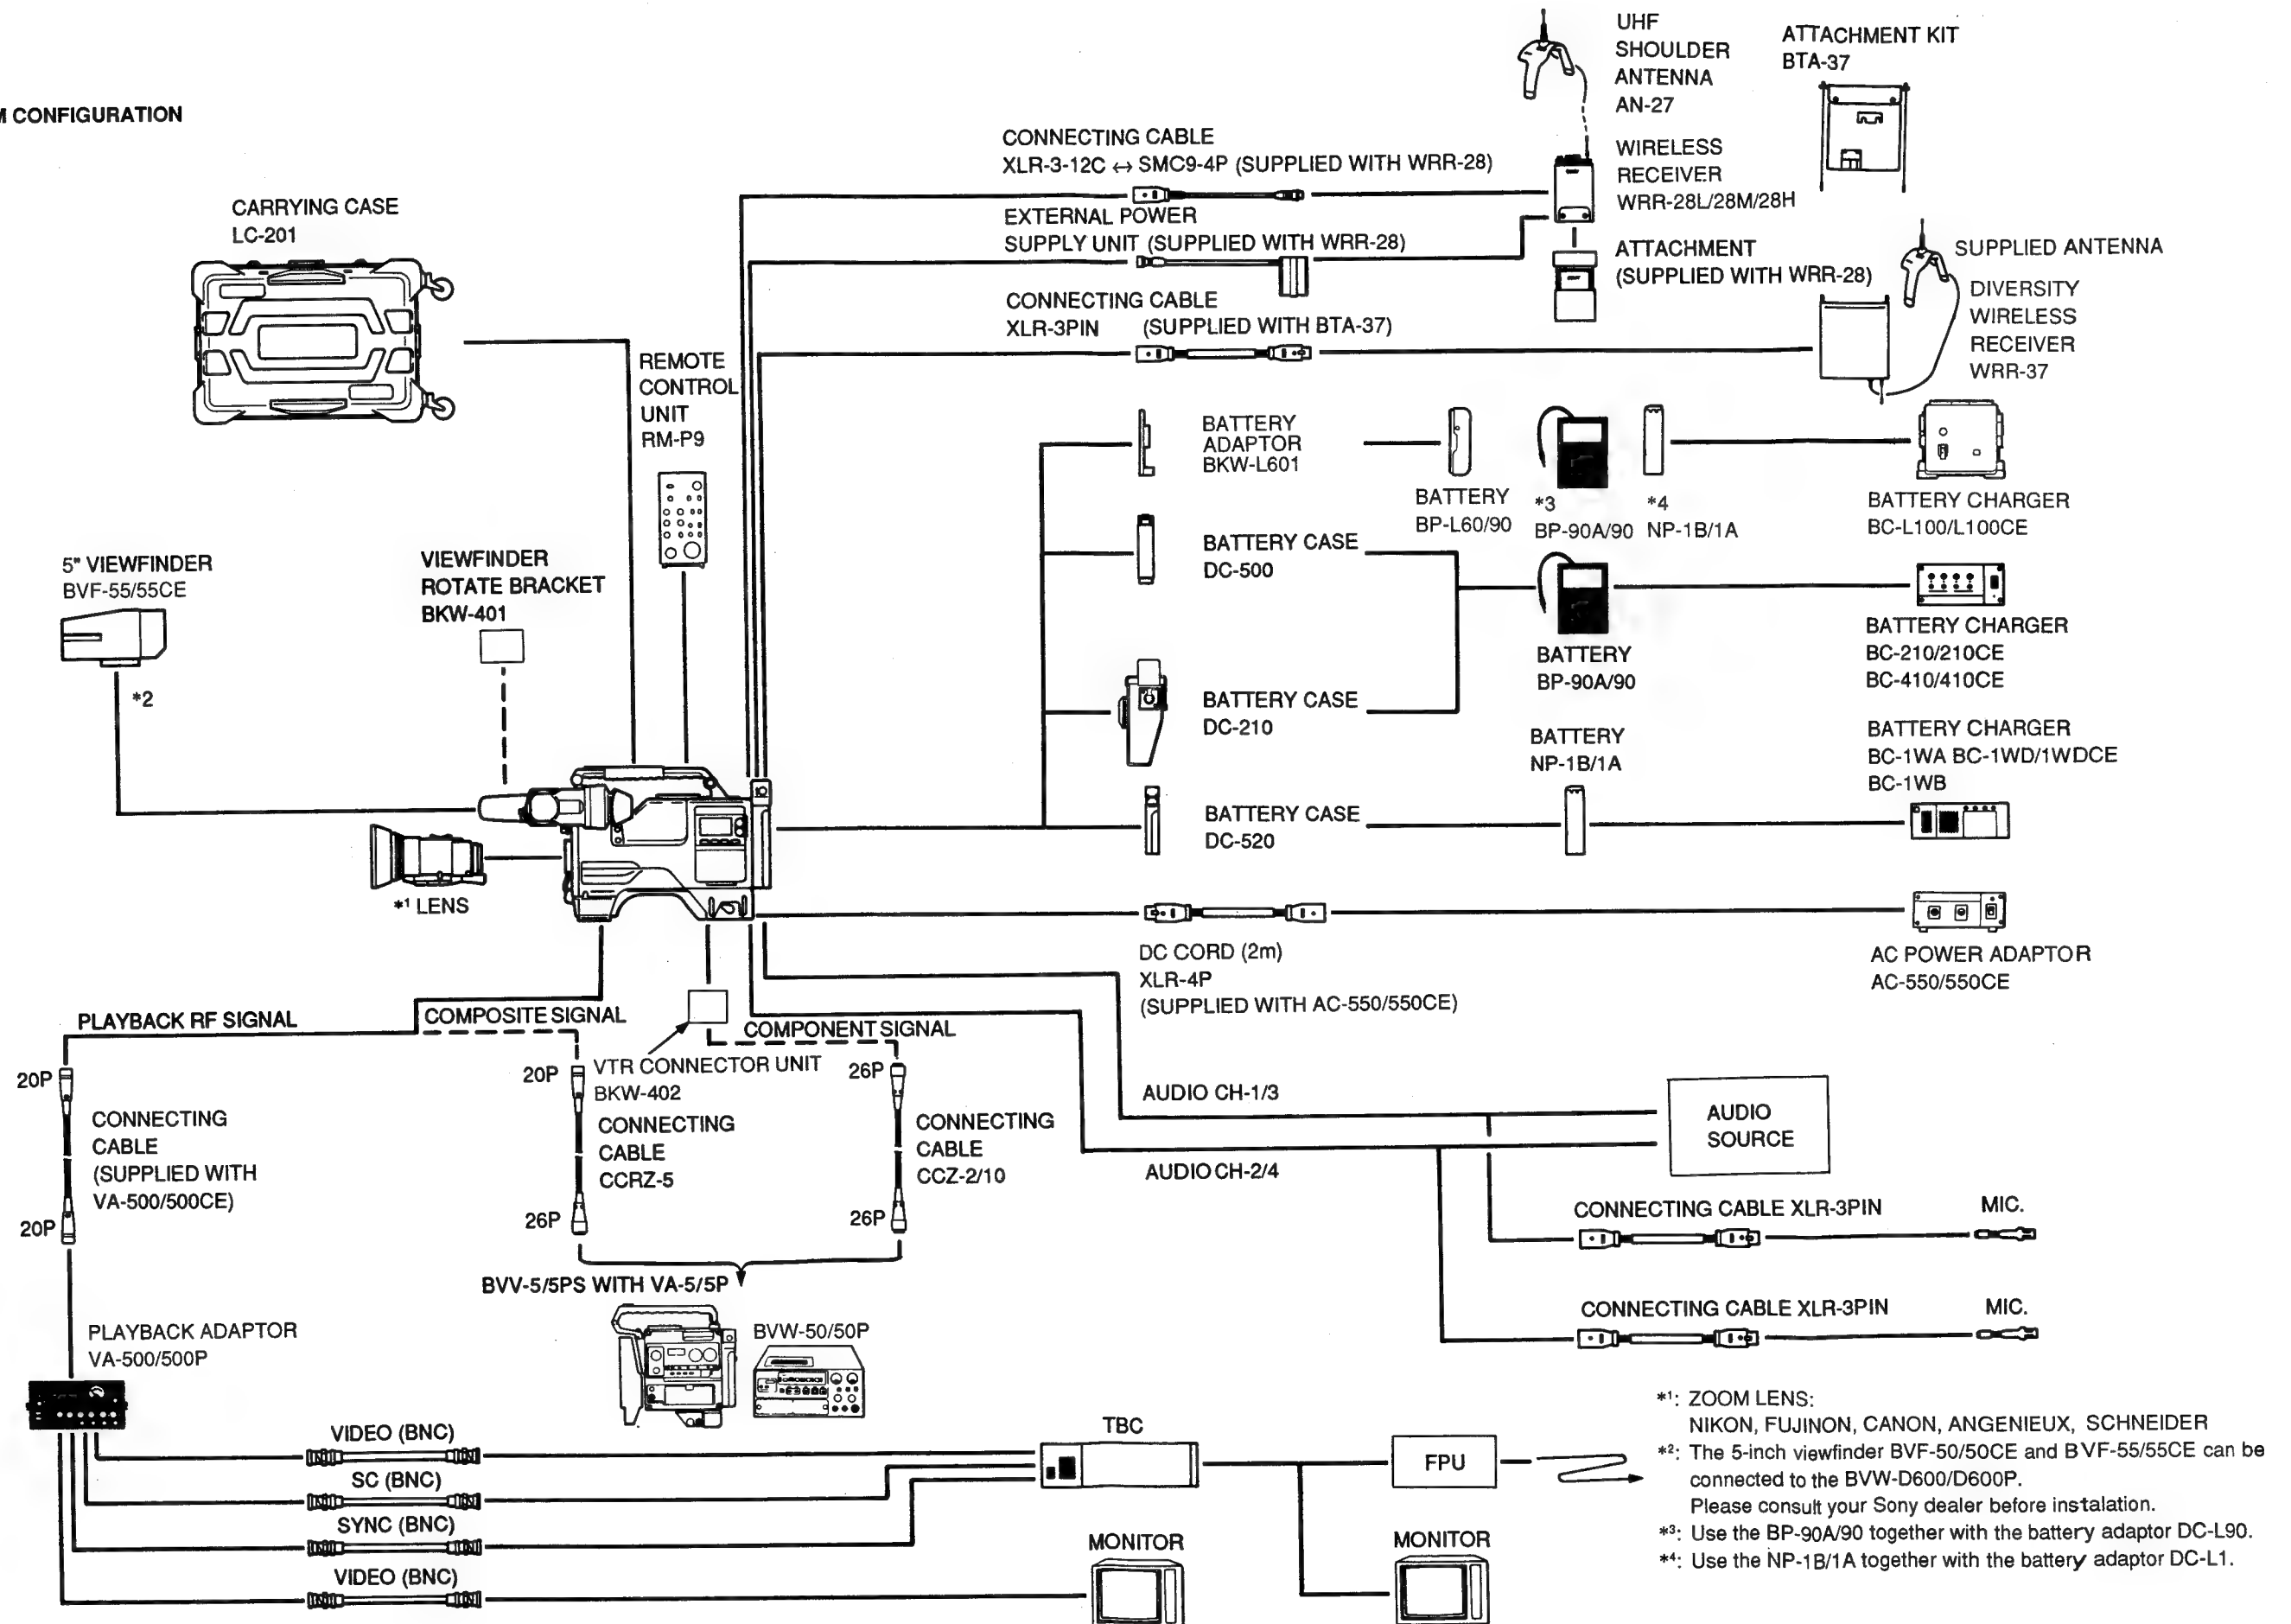 M CONFIGURATION
CARRYING CASE
LC-201
REMOTE
CONTROL
UNIT
RM-P9
5" VIEWFINDER
BVF-55/55CE
*2
VIEWFINDER
ROTATE BRACKET
BKW-401
*1 LENS
CONNECTING CABLE
XLR-3-12C ↔ SMC9-4P (SUPPLIED WITH WRR-28)
EXTERNAL POWER
SUPPLY UNIT (SUPPLIED WITH WRR-28)
CONNECTING CABLE
XLR-3PIN (SUPPLIED WITH BTA-37)
UHF
SHOULDER
ANTENNA
AN-27
WIRELESS
RECEIVER
WRR-28L/28M/28H
ATTACHMENT
(SUPPLIED WITH WRR-28)
ATTACHMENT KIT
BTA-37
SUPPLIED ANTENNA
DIVERSITY
WIRELESS
RECEIVER
WRR-37
BATTERY
ADAPTOR
BKW-L601
BATTERY
BP-L60/90
*3
BP-90A/90
*4
NP-1B/1A
BATTERY CHARGER
BC-L100/L100CE
BATTERY CASE
DC-500
BATTERY
BP-90A/90
BATTERY CHARGER
BC-210/210CE
BC-410/410CE
BATTERY CASE
DC-210
BATTERY
NP-1B/1A
BATTERY CHARGER
BC-1WA BC-1WD/1WDCE
BC-1WB
BATTERY CASE
DC-520
DC CORD (2m)
XLR-4P
(SUPPLIED WITH AC-550/550CE)
AC POWER ADAPTOR
AC-550/550CE
PLAYBACK RF SIGNAL
COMPOSITE SIGNAL
COMPONENT SIGNAL
VTR CONNECTOR UNIT
BKW-402
20P
CONNECTING
CABLE
(SUPPLIED WITH
VA-500/500CE)
20P
20P
CONNECTING
CABLE
CCRZ-5
26P
26P
CONNECTING
CABLE
CCZ-2/10
26P
AUDIO CH-1/3
AUDIO CH-2/4
AUDIO
SOURCE
CONNECTING CABLE XLR-3PIN
MIC.
CONNECTING CABLE XLR-3PIN
MIC.
BVV-5/5PS WITH VA-5/5P
BVW-50/50P
PLAYBACK ADAPTOR
VA-500/500P
VIDEO (BNC)
SC (BNC)
SYNC (BNC)
VIDEO (BNC)
TBC
FPU
MONITOR
MONITOR
*1: ZOOM LENS:
NIKON, FUJINON, CANON, ANGENIEUX, SCHNEIDER
*2: The 5-inch viewfinder BVF-50/50CE and BVF-55/55CE can be
connected to the BVW-D600/D600P.
Please consult your Sony dealer before instalation.
*3: Use the BP-90A/90 together with the battery adaptor DC-L90.
*4: Use the NP-1B/1A together with the battery adaptor DC-L1.